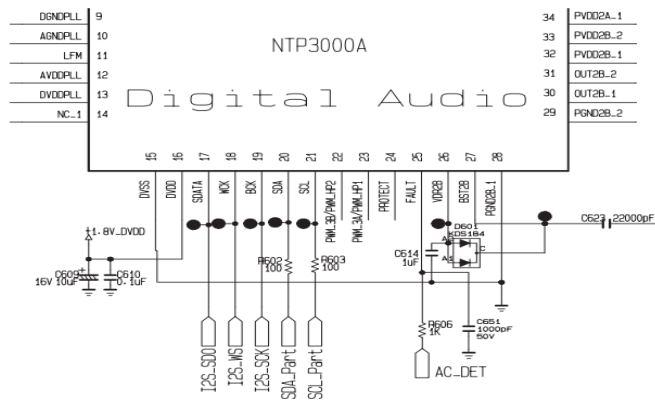 DGNDPLL 9
AGNDPLL 10
LFM 11
AVDDPLL 12
DVDDPLL 13
NC_1 14
NTP3000A
Digital Audio
34 PVDD2A_1
33 PVDD2B_2
32 PVDD2B_1
31 OUT2B_2
30 OUT2B_1
29 PGND2B_2
15 16 17 18 19 20 21 22 23 24 25 26 27 28
DVSS
DVDD
SDATA
WCK
BCK
SDA
SCL
PWM_3B/PWM_HP2
PWM_3A/PWM_HP1
PROTECT
FAULT
VDR2B
BST2B
PGND2B_1
+1.8V_DVDD
C609
16V 10uF
C610
0.1uF
R602
100
R603
100
C614
1uF
D601
KDS184
A2
A1
C
C623 22000pF
R606
1K
C651
1000pF
50V
I2S_SDO
I2S_WS
I2S_SCK
SDA_Part
SCL_Part
AC_DET